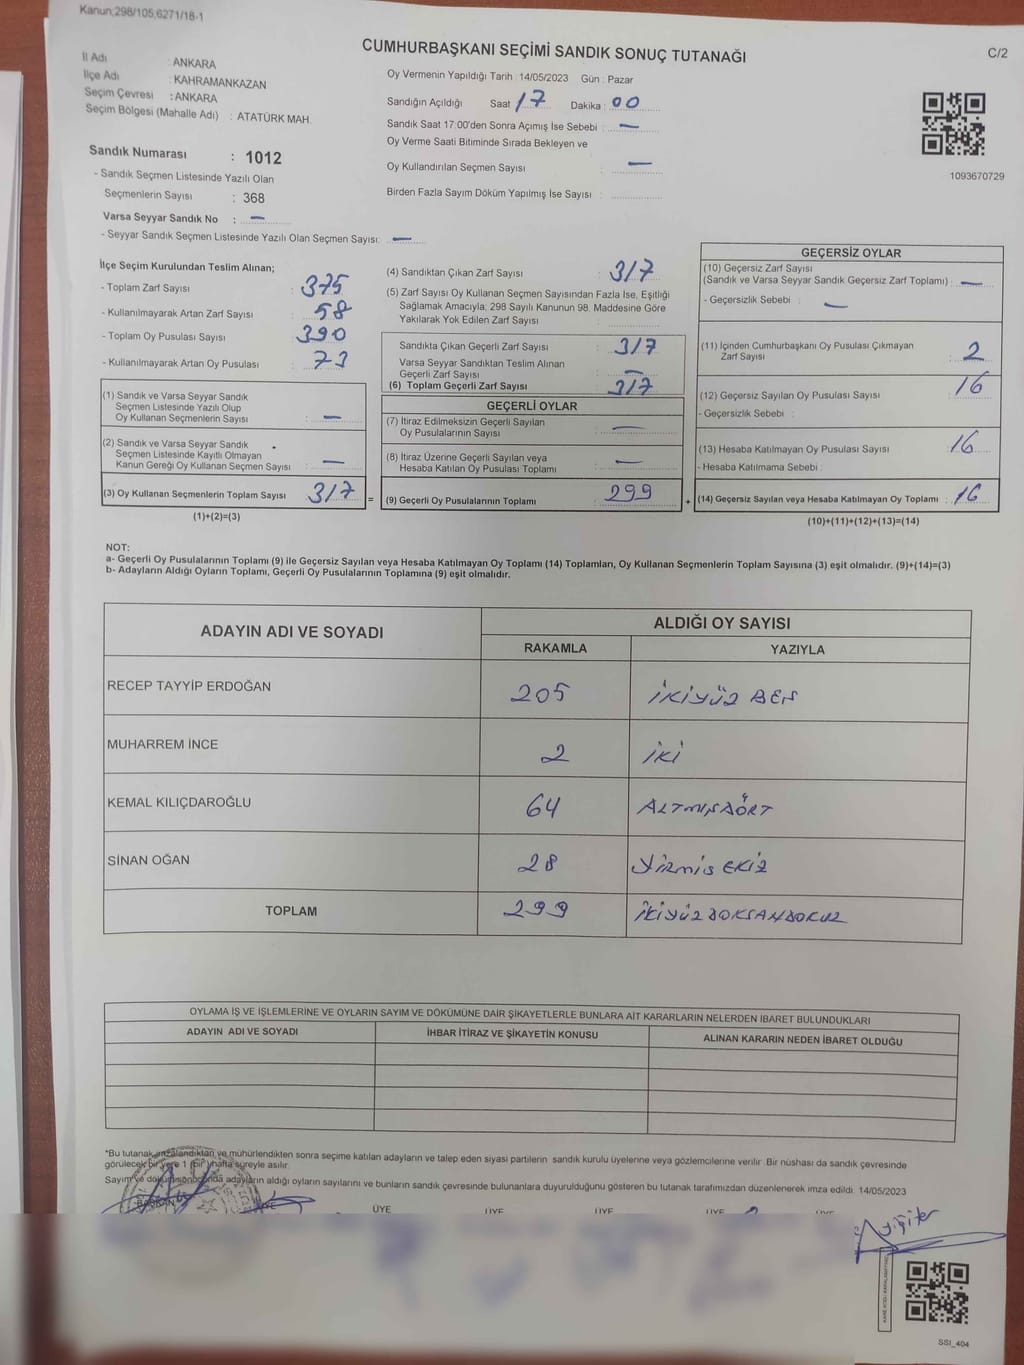 Kanun;298/105,6271/18-1
CUMHURBAŞKANI SEÇİMİ SANDIK SONUÇ TUTANAĞI
C/2
İl Adı : ANKARA
İlçe Adı : KAHRAMANKAZAN
Seçim Çevresi : ANKARA
Seçim Bölgesi (Mahalle Adı) : ATATÜRK MAH.
Sandık Numarası : 1012
- Sandık Seçmen Listesinde Yazılı Olan
Seçmenlerin Sayısı : 368
Varsa Seyyar Sandık No : —
- Seyyar Sandık Seçmen Listesinde Yazılı Olan Seçmen Sayısı: —
Oy Vermenin Yapıldığı Tarih : 14/05/2023 Gün : Pazar
Sandığın Açıldığı Saat 17 Dakika : 00
Sandık Saat 17:00'den Sonra Açımış İse Sebebi : —
Oy Verme Saati Bitiminde Sırada Bekleyen ve
Oy Kullandırılan Seçmen Sayısı : —
Birden Fazla Sayım Döküm Yapılmış İse Sayısı :
1093670729
İlçe Seçim Kurulundan Teslim Alınan;
- Toplam Zarf Sayısı : 375
- Kullanılmayarak Artan Zarf Sayısı : 58
- Toplam Oy Pusulası Sayısı : 390
- Kullanılmayarak Artan Oy Pusulası : 73
(1) Sandık ve Varsa Seyyar Sandık
Seçmen Listesinde Yazılı Olup
Oy Kullanan Seçmenlerin Sayısı : —
(2) Sandık ve Varsa Seyyar Sandık
Seçmen Listesinde Kayıtlı Olmayan
Kanun Gereği Oy Kullanan Seçmen Sayısı : —
(3) Oy Kullanan Seçmenlerin Toplam Sayısı : 317
(1)+(2)=(3)
(4) Sandıktan Çıkan Zarf Sayısı : 317
(5) Zarf Sayısı Oy Kullanan Seçmen Sayısından Fazla İse, Eşitliği
Sağlamak Amacıyla; 298 Sayılı Kanunun 98. Maddesine Göre
Yakılarak Yok Edilen Zarf Sayısı :
Sandıkta Çıkan Geçerli Zarf Sayısı : 317
Varsa Seyyar Sandıktan Teslim Alınan
Geçerli Zarf Sayısı : —
(6) Toplam Geçerli Zarf Sayısı : 317
GEÇERLİ OYLAR
(7) İtiraz Edilmeksizin Geçerli Sayılan
Oy Pusulalarının Sayısı : —
(8) İtiraz Üzerine Geçerli Sayılan veya
Hesaba Katılan Oy Pusulası Toplamı : —
= (9) Geçerli Oy Pusulalarının Toplamı : 299
GEÇERSİZ OYLAR
(10) Geçersiz Zarf Sayısı
(Sandık ve Varsa Seyyar Sandık Geçersiz Zarf Toplamı) : —
- Geçersizlik Sebebi : —
(11) İçinden Cumhurbaşkanı Oy Pusulası Çıkmayan
Zarf Sayısı : 2
(12) Geçersiz Sayılan Oy Pusulası Sayısı : 16
- Geçersizlik Sebebi :
(13) Hesaba Katılmayan Oy Pusulası Sayısı : 16
- Hesaba Katılmama Sebebi :
+ (14) Geçersiz Sayılan veya Hesaba Katılmayan Oy Toplamı : 16
(10)+(11)+(12)+(13)=(14)
NOT:
a- Geçerli Oy Pusulalarının Toplamı (9) ile Geçersiz Sayılan veya Hesaba Katılmayan Oy Toplamı (14) Toplamları, Oy Kullanan Seçmenlerin Toplam Sayısına (3) eşit olmalıdır. (9)+(14)=(3)
b- Adayların Aldığı Oyların Toplamı, Geçerli Oy Pusulalarının Toplamına (9) eşit olmalıdır.
ADAYIN ADI VE SOYADI ALDIĞI OY SAYISI
RAKAMLA YAZIYLA
RECEP TAYYİP ERDOĞAN 205 İKİYÜZ BEŞ
MUHARREM İNCE 2 İKİ
KEMAL KILIÇDAROĞLU 64 ALTMIŞDÖRT
SİNAN OĞAN 28 YİRMİSEKİZ
TOPLAM 299 İKİYÜZDOKSANDOKUZ
OYLAMA İŞ VE İŞLEMLERİNE VE OYLARIN SAYIM VE DÖKÜMÜNE DAİR ŞİKAYETLERLE BUNLARA AİT KARARLARIN NELERDEN İBARET BULUNDUKLARI
ADAYIN ADI VE SOYADI İHBAR İTİRAZ VE ŞİKAYETİN KONUSU ALINAN KARARIN NEDEN İBARET OLDUĞU
*Bu tutanak imzalandıktan ve mühürlendikten sonra seçime katılan adayların ve talep eden siyasi partilerin sandık kurulu üyelerine veya gözlemcilerine verilir. Bir nüshası da sandık çevresinde
görülecek bir yere 1 (bir) hafta süreyle asılır.
Sayım ve döküm sonucunda adayların aldığı oyların sayılarını ve bunların sandık çevresinde bulunanlara duyurulduğunu gösteren bu tutanak tarafımızdan düzenlenerek imza edildi. 14/05/2023
BAŞKAN ÜYE ÜYE ÜYE ÜYE ÜYE ÜYE
SSI_404